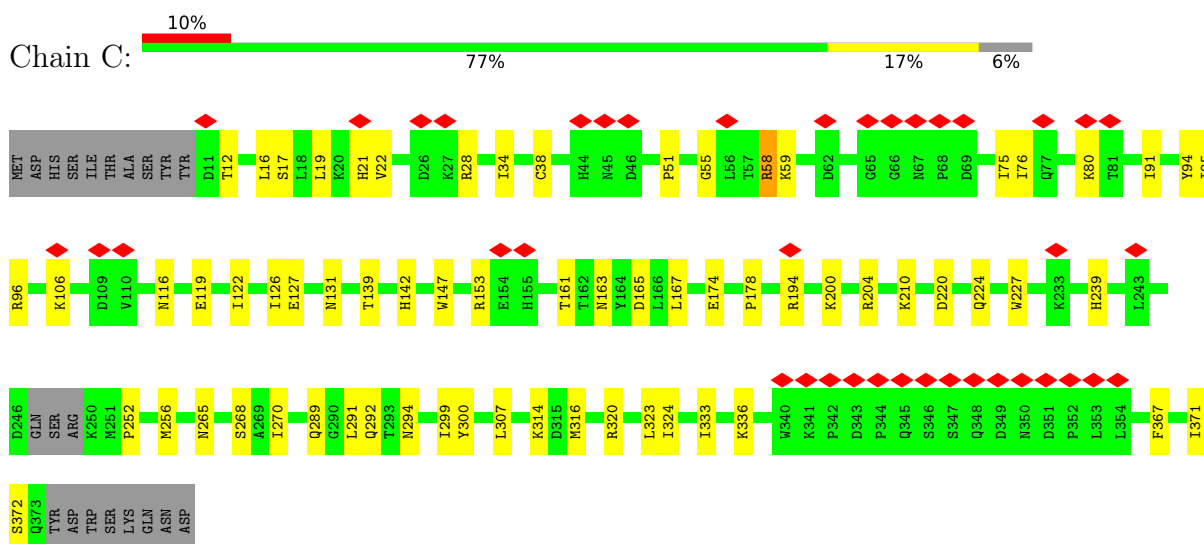 10%
Chain C:
77% 17% 6%
MET ASP HIS SER ILE THR ALA SER TYR TYR D11 T12 L16 S17 L18 L19 K20 H21 V22 D26 K27 R28 I34 C38 H44 N45 D46 P51 G55 L56 T57 R58 K59 D62 G65 G66 N67 P68 D69 I75 I76 Q77 K80 T81 I91 Y94 I95
R96 K106 D109 V110 N116 E119 I122 I126 E127 N131 T139 H142 W147 R153 E154 H155 T161 T162 N163 Y164 D165 L166 L167 E174 P178 R194 K200 R204 K210 D220 Q224 W227 K233 H239 L243
D246 GLN SER ARG K250 M251 P252 M256 N265 S268 A269 I270 Q289 G290 L291 Q292 T293 N294 I299 Y300 L307 K314 D315 M316 R320 L323 I324 I333 K336 W340 K341 P342 D343 P344 Q345 S346 S347 Q348 D349 N350 D351 P352 L353 L354 F367 I371
S372 Q373 TYR ASP TRP SER LYS GLN ASN ASP